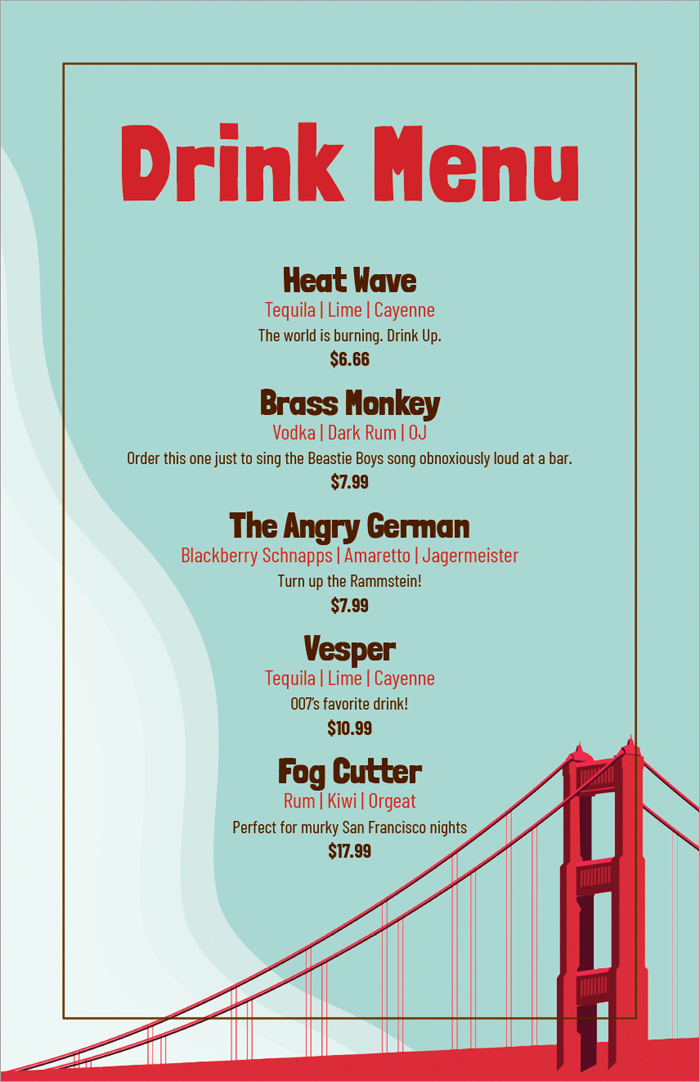 Drink Menu
Heat Wave
Tequila | Lime | Cayenne
The world is burning. Drink Up.
$6.66
Brass Monkey
Vodka | Dark Rum | OJ
Order this one just to sing the Beastie Boys song obnoxiously loud at a bar.
$7.99
The Angry German
Blackberry Schnapps | Amaretto | Jagermeister
Turn up the Rammstein!
$7.99
Vesper
Tequila | Lime | Cayenne
007's favorite drink!
$10.99
Fog Cutter
Rum | Kiwi | Orgeat
Perfect for murky San Francisco nights
$17.99